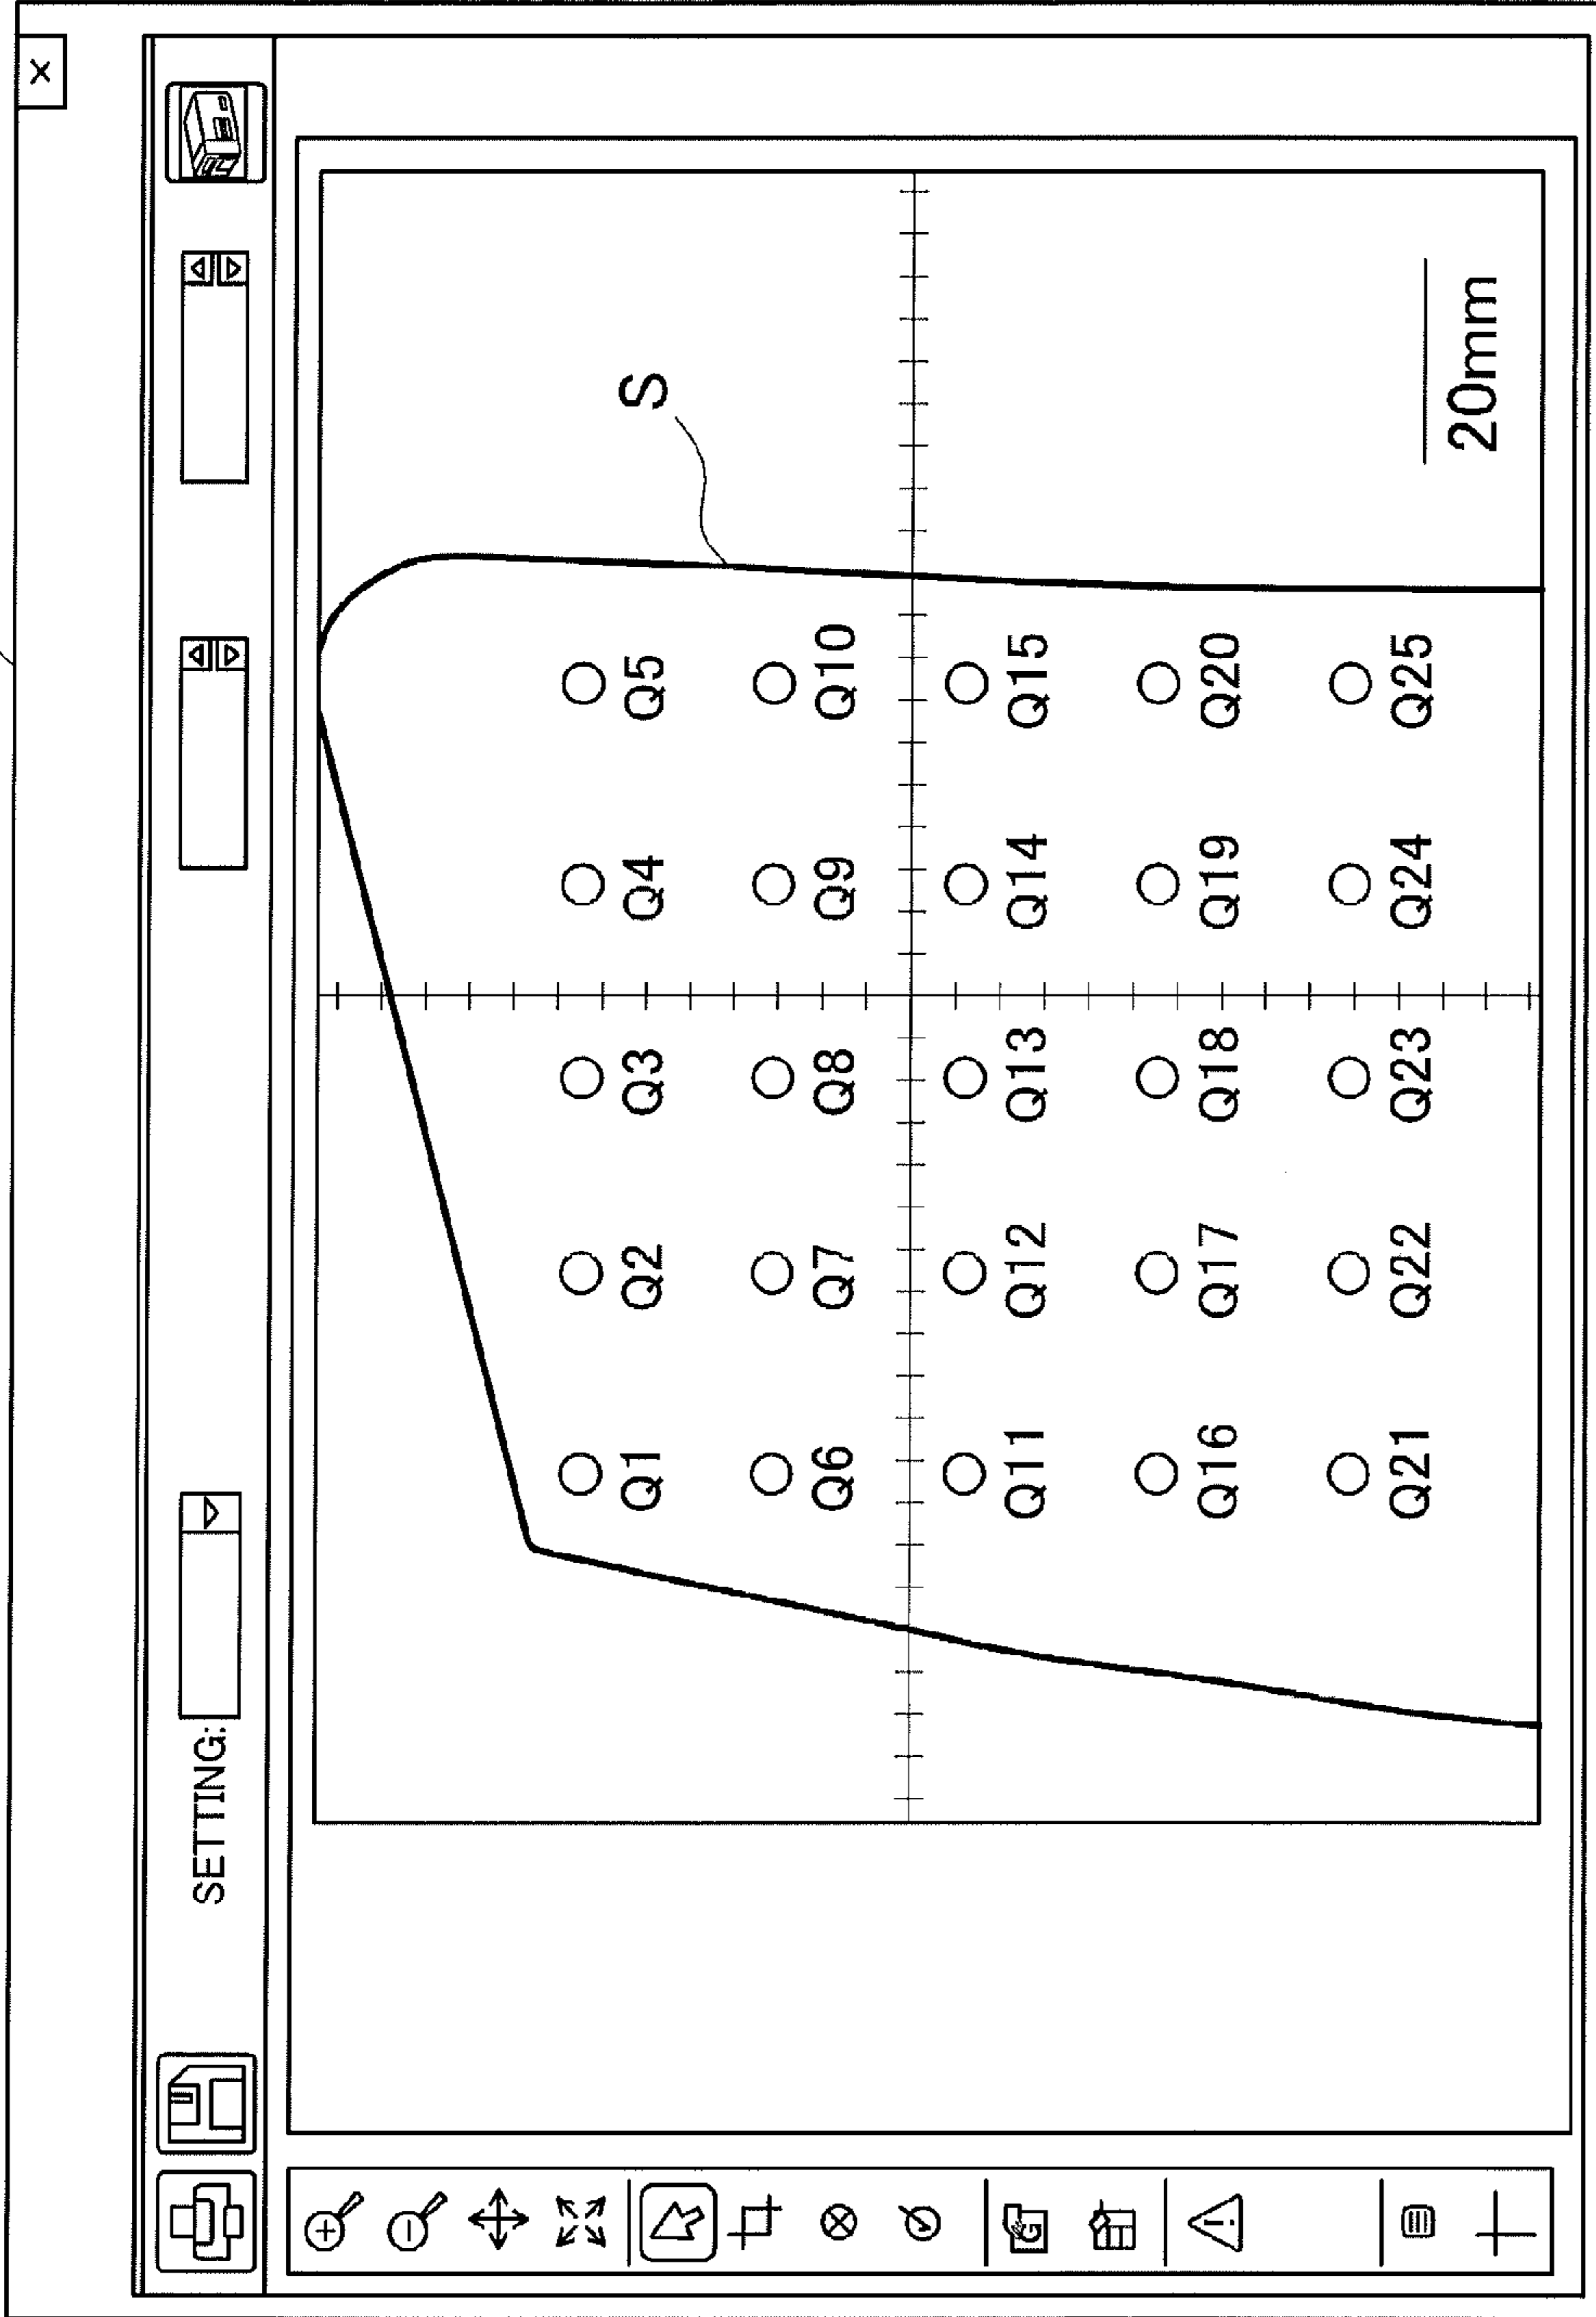 ×
SETTING:
S
Q1 Q2 Q3 Q4 Q5
Q6 Q7 Q8 Q9 Q10
Q11 Q12 Q13 Q14 Q15
Q16 Q17 Q18 Q19 Q20
Q21 Q22 Q23 Q24 Q25
20mm
G